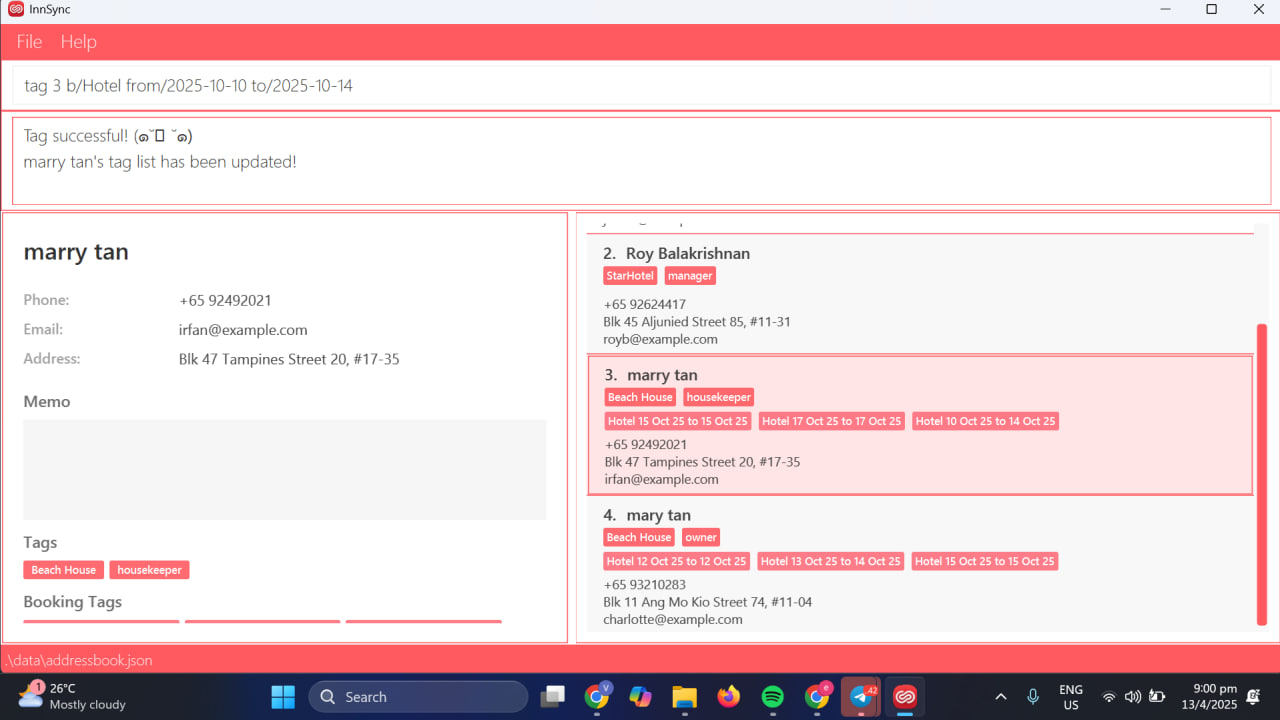 InnSync
File Help
tag 3 b/Hotel from/2025-10-10 to/2025-10-14
Tag successful! (๑˘ ˘๑)
marry tan's tag list has been updated!
marry tan
Phone: +65 92492021
Email: irfan@example.com
Address: Blk 47 Tampines Street 20, #17-35
Memo
Tags
Beach House housekeeper
Booking Tags
2. Roy Balakrishnan
StarHotel manager
+65 92624417
Blk 45 Aljunied Street 85, #11-31
royb@example.com
3. marry tan
Beach House housekeeper
Hotel 15 Oct 25 to 15 Oct 25 Hotel 17 Oct 25 to 17 Oct 25 Hotel 10 Oct 25 to 14 Oct 25
+65 92492021
Blk 47 Tampines Street 20, #17-35
irfan@example.com
4. mary tan
Beach House owner
Hotel 12 Oct 25 to 12 Oct 25 Hotel 13 Oct 25 to 14 Oct 25 Hotel 15 Oct 25 to 15 Oct 25
+65 93210283
Blk 11 Ang Mo Kio Street 74, #11-04
charlotte@example.com
.\data\addressbook.json
1
26°C
Mostly cloudy
Search
V
e
42
ENG
US
9:00 pm
13/4/2025